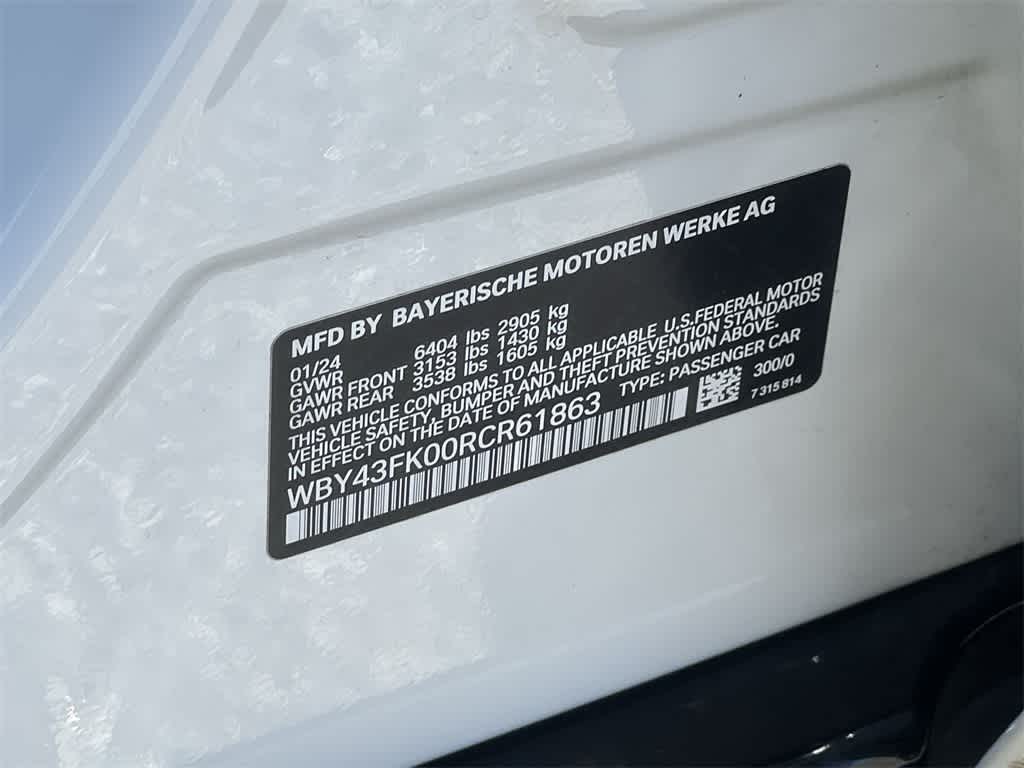 MFD BY BAYERISCHE MOTOREN WERKE AG
01/24
GVWR 6404 lbs 2905 kg
GAWR FRONT 3153 lbs 1430 kg
GAWR REAR 3538 lbs 1605 kg
THIS VEHICLE CONFORMS TO ALL APPLICABLE U.S.FEDERAL MOTOR
VEHICLE SAFETY, BUMPER AND THEFT PREVENTION STANDARDS
IN EFFECT ON THE DATE OF MANUFACTURE SHOWN ABOVE.
WBY43FK00RCR61863 TYPE: PASSENGER CAR
300/0
7 315 814